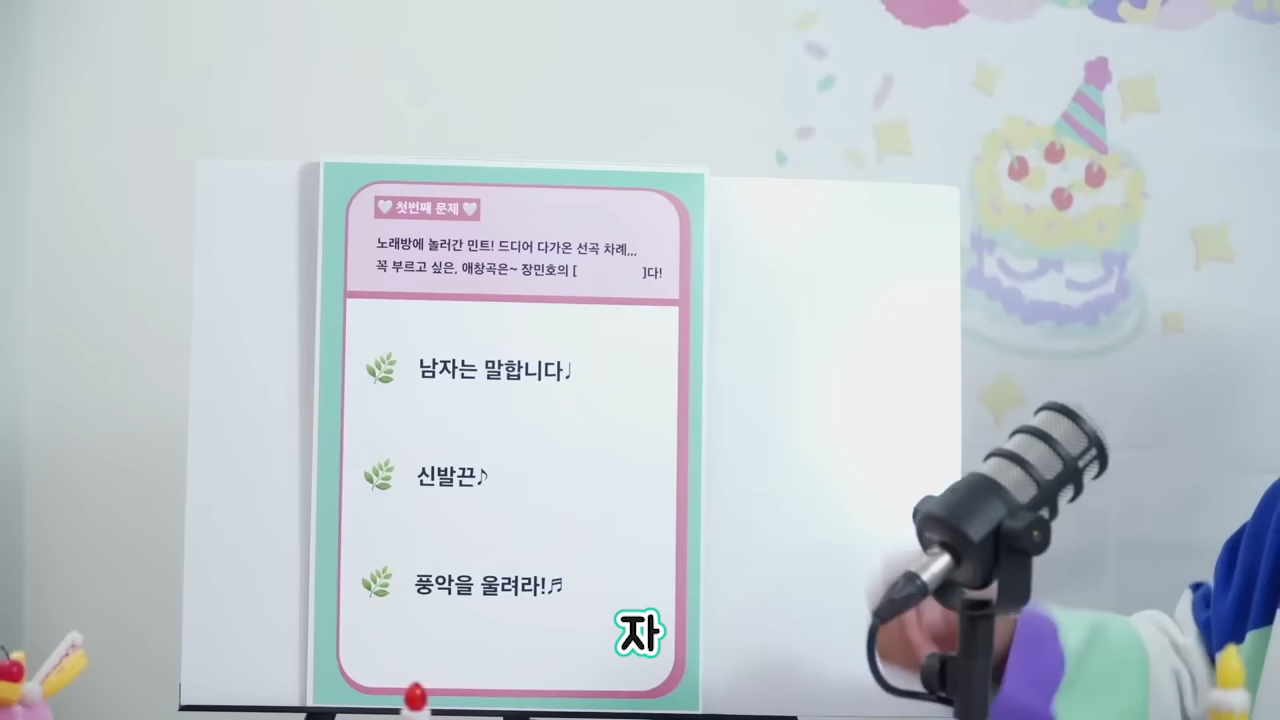 🤍 첫번째 문제 🤍
노래방에 놀러간 민트! 드디어 다가온 선곡 차례,,,
꼭 부르고 싶은, 애창곡은~ 장민호의 [ ]다!
남자는 말합니다♩
신발끈♪
풍악을 울려라!♬
자